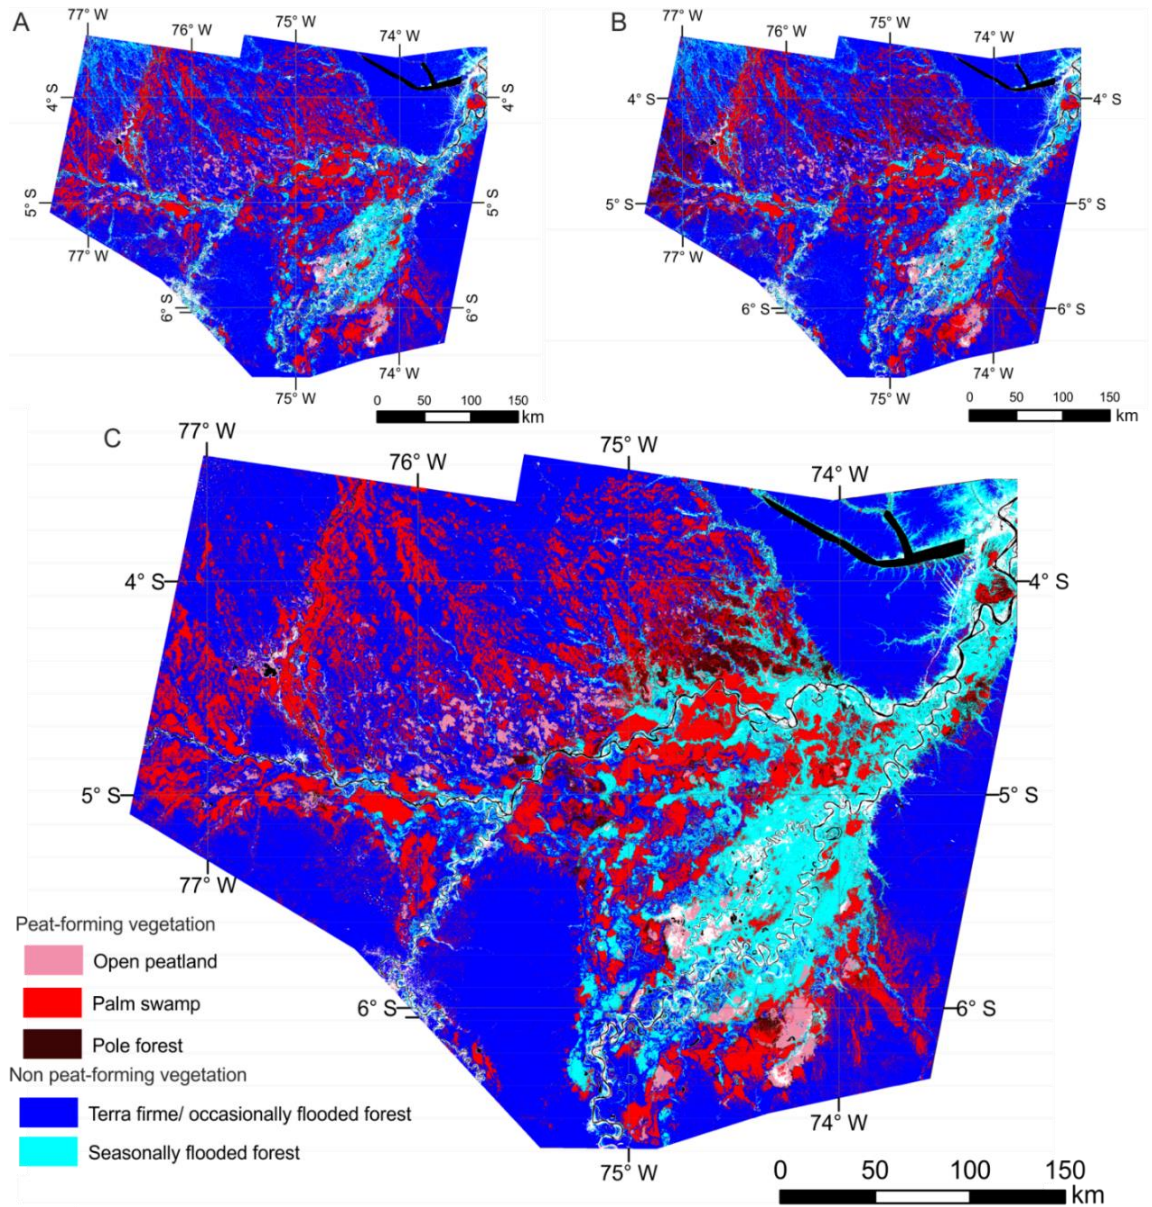 A
77° W
76° W
75° W
74° W
4° S
4° S
5° S
5° S
77° W
6° S
6° S
74° W
75° W
0 50 100 150
km
B
77° W
76° W
75° W
74° W
4° S
4° S
5° S
5° S
77° W
6° S
6° S
74° W
75° W
0 50 100 150
km
C
77° W
76° W
75° W
74° W
4° S
4° S
5° S
5° S
77° W
6° S
6° S
74° W
75° W
Peat-forming vegetation
Open peatland
Palm swamp
Pole forest
Non peat-forming vegetation
Terra firme/ occasionally flooded forest
Seasonally flooded forest
0 50 100 150
km